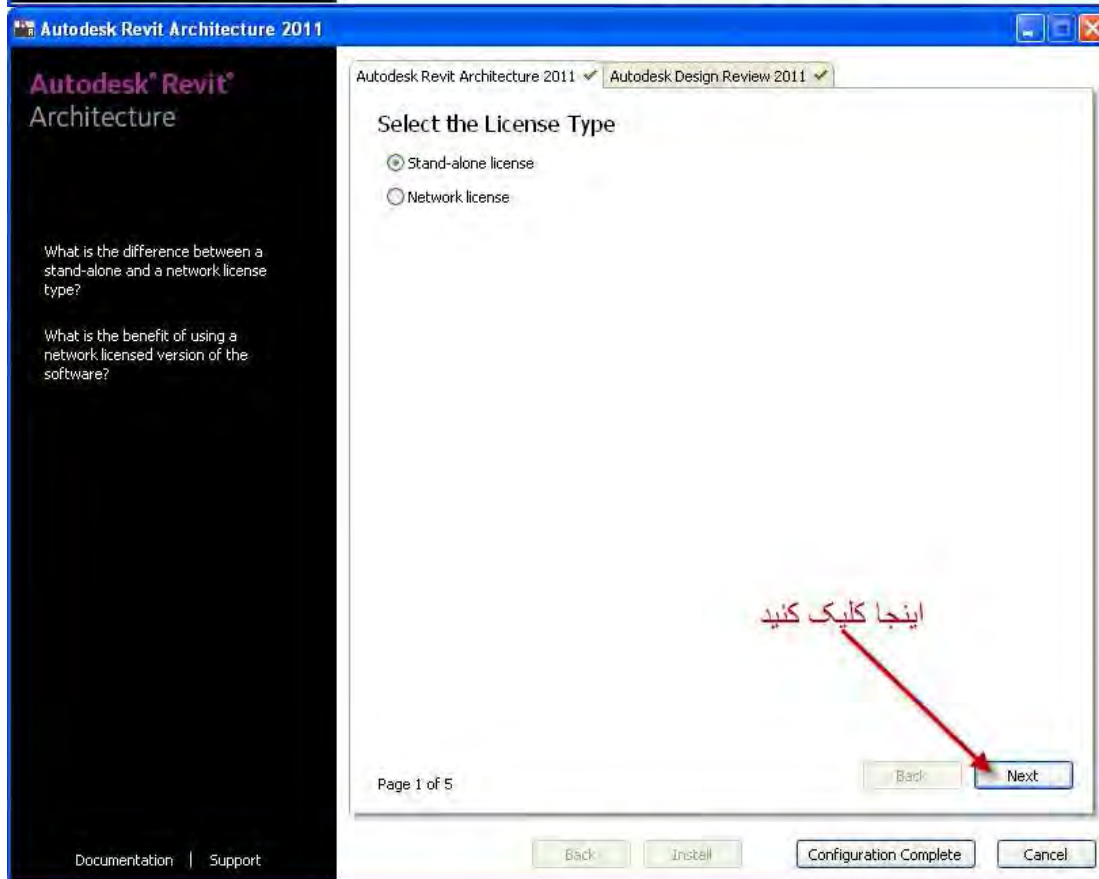 Autodesk Revit Architecture 2011
Autodesk® Revit®
Architecture
What is the difference between a
stand-alone and a network license
type?
What is the benefit of using a
network licensed version of the
software?
Documentation | Support
Autodesk Revit Architecture 2011
Autodesk Design Review 2011
Select the License Type
Stand-alone license
Network license
اینجا کلیک کنید
Page 1 of 5
Back
Next
Back
Install
Configuration Complete
Cancel